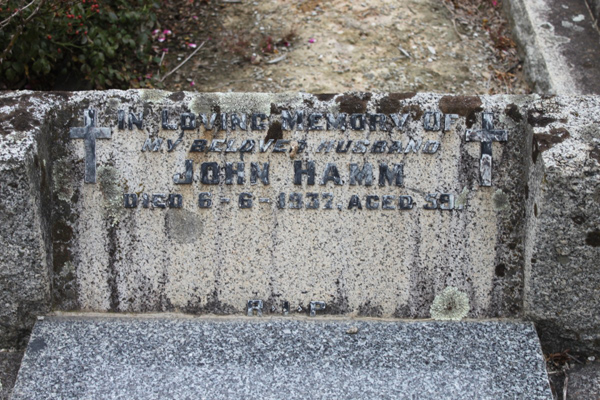 IN LOVING MEMORY OF
MY BELOVED HUSBAND
JOHN HAMM
DIED 6-6-1937. AGED 39.
R.I.P.